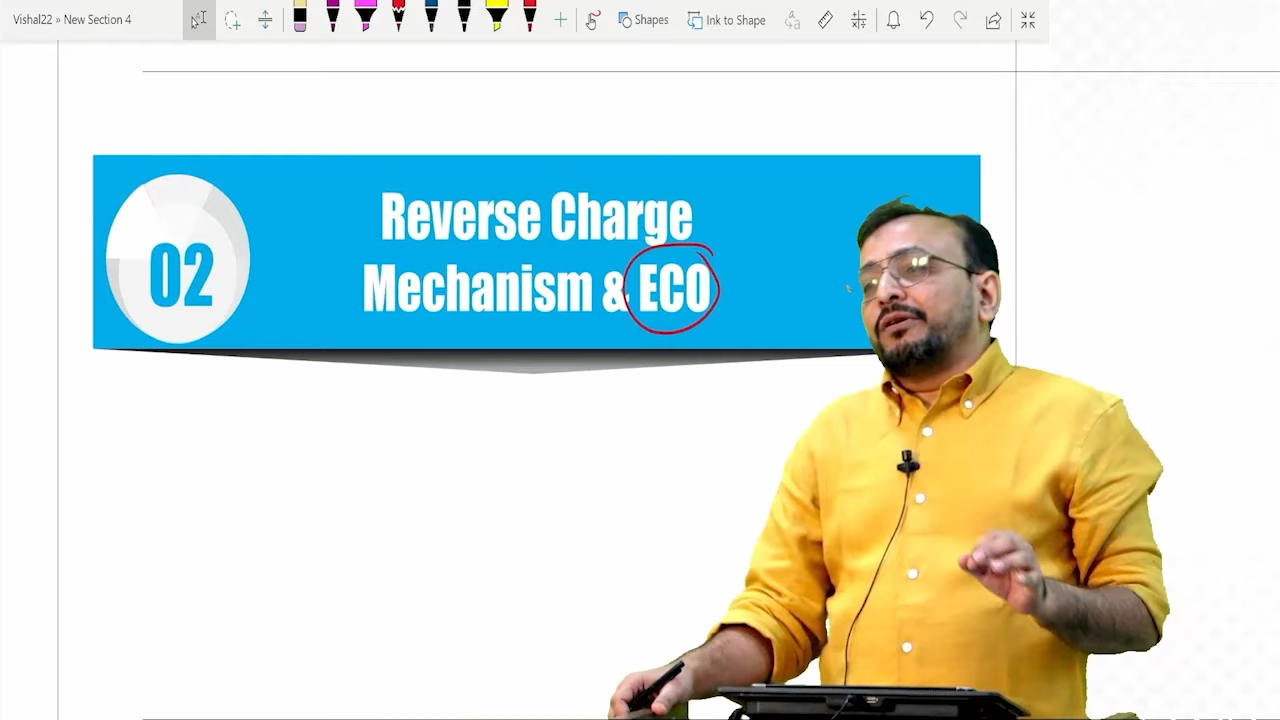 Vishal22 » New Section 4
Shapes
Ink to Shape
02
Reverse Charge
Mechanism & ECO